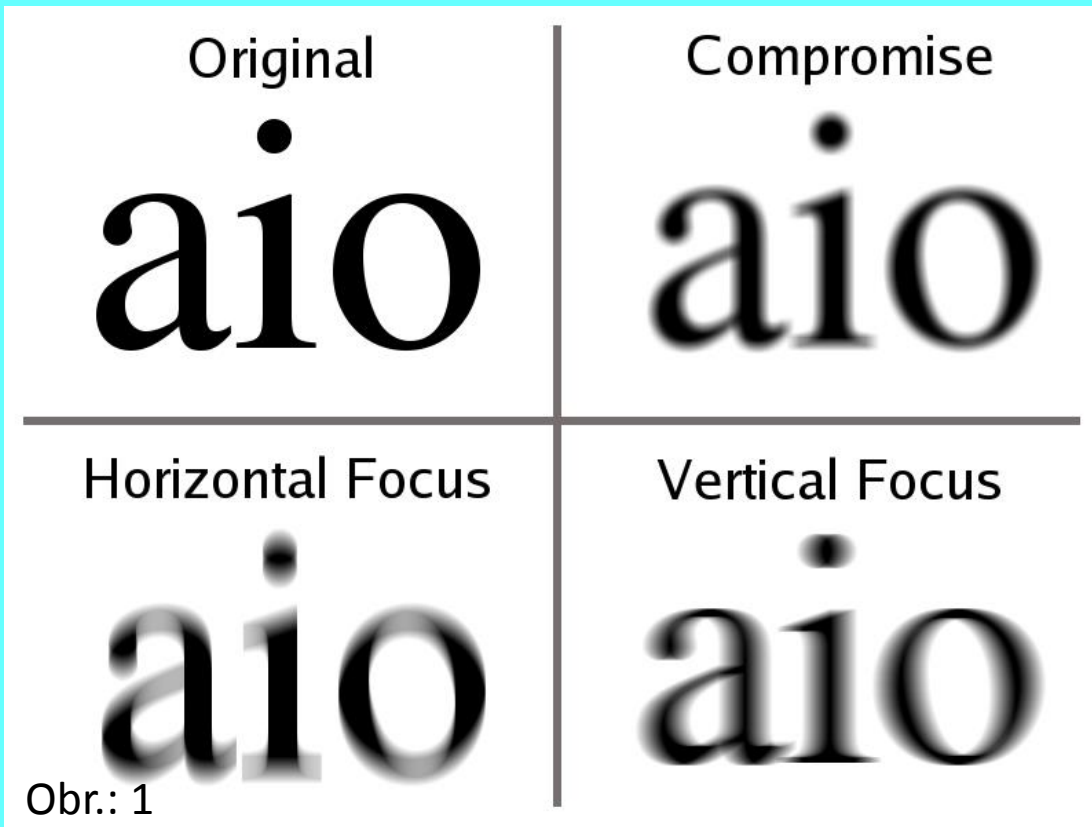 Original
aio
Compromise
aio
Horizontal Focus
aio
Vertical Focus
aio
Obr.: 1